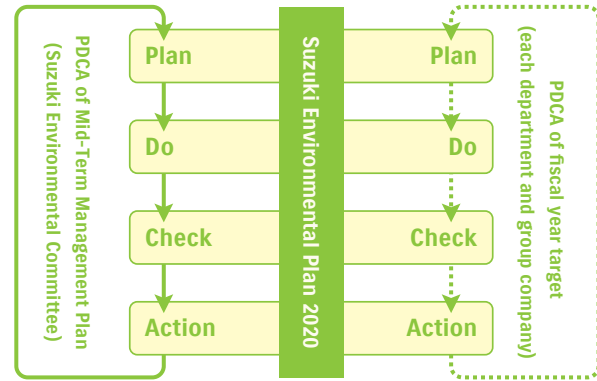 PDCA of Mid-Term Management Plan
(Suzuki Environmental Committee)
Plan
Do
Check
Action
Suzuki Environmental Plan 2020
Plan
Do
Check
Action
PDCA of fiscal year target
(each department and group company)